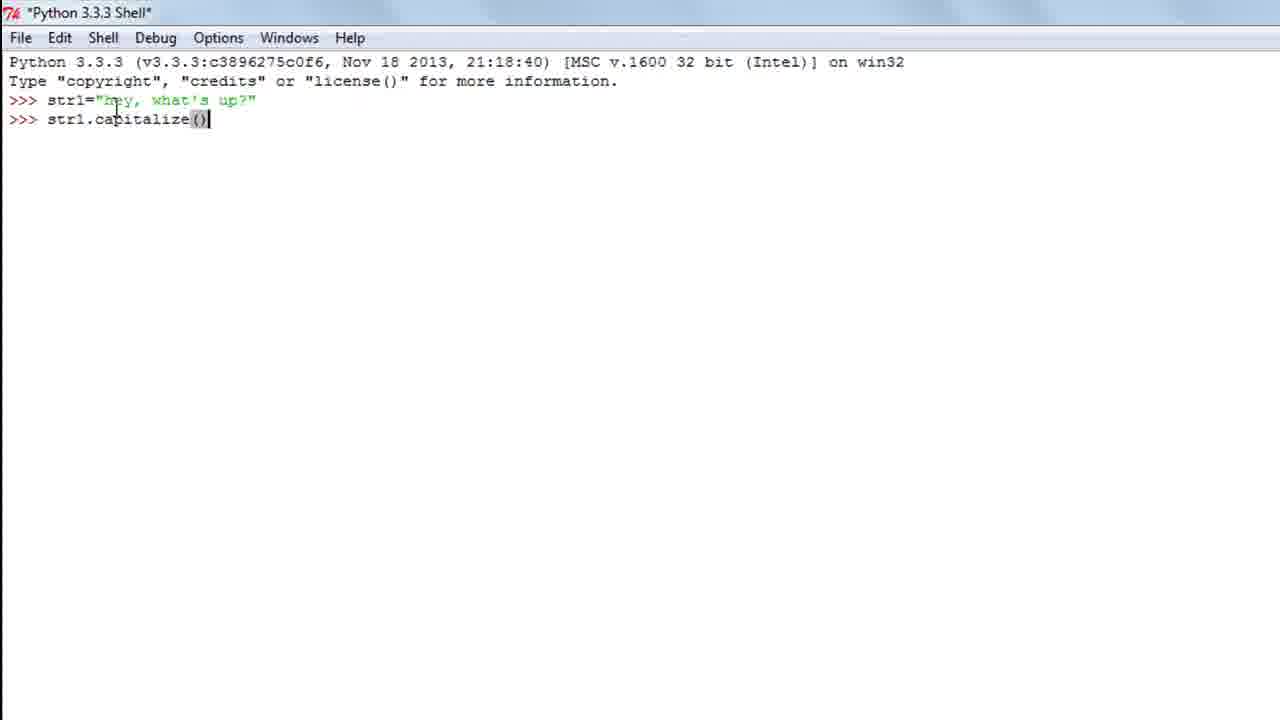 *Python 3.3.3 Shell*
File Edit Shell Debug Options Windows Help
Python 3.3.3 (v3.3.3:c3896275c0f6, Nov 18 2013, 21:18:40) [MSC v.1600 32 bit (Intel)] on win32
Type "copyright", "credits" or "license()" for more information.
>>> str1="hey, what's up?"
>>> str1.capitalize()